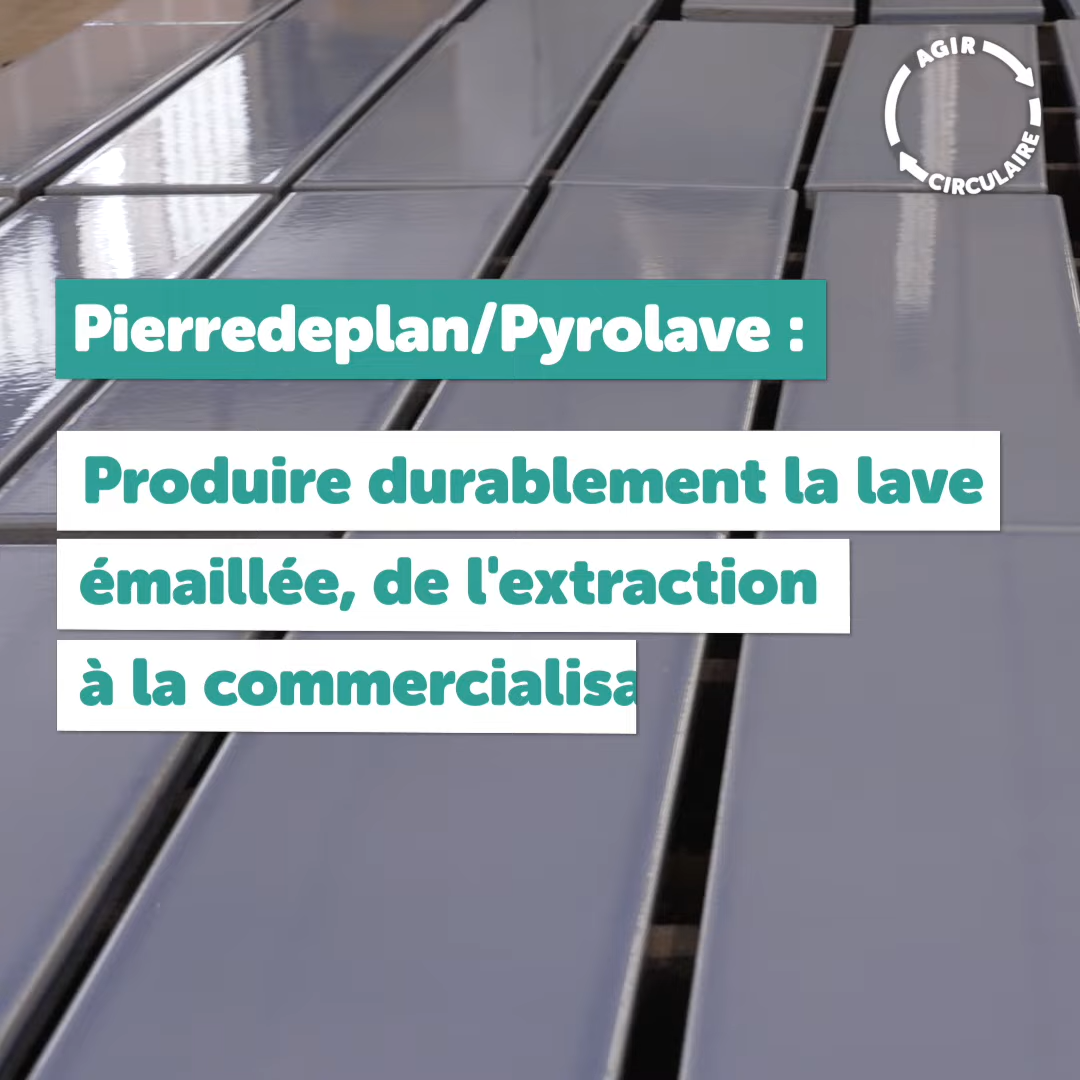 AGIR
CIRCULAIRE
Pierredeplan/Pyrolave :
Produire durablement la lave
émaillée, de l'extraction
à la commercialisa